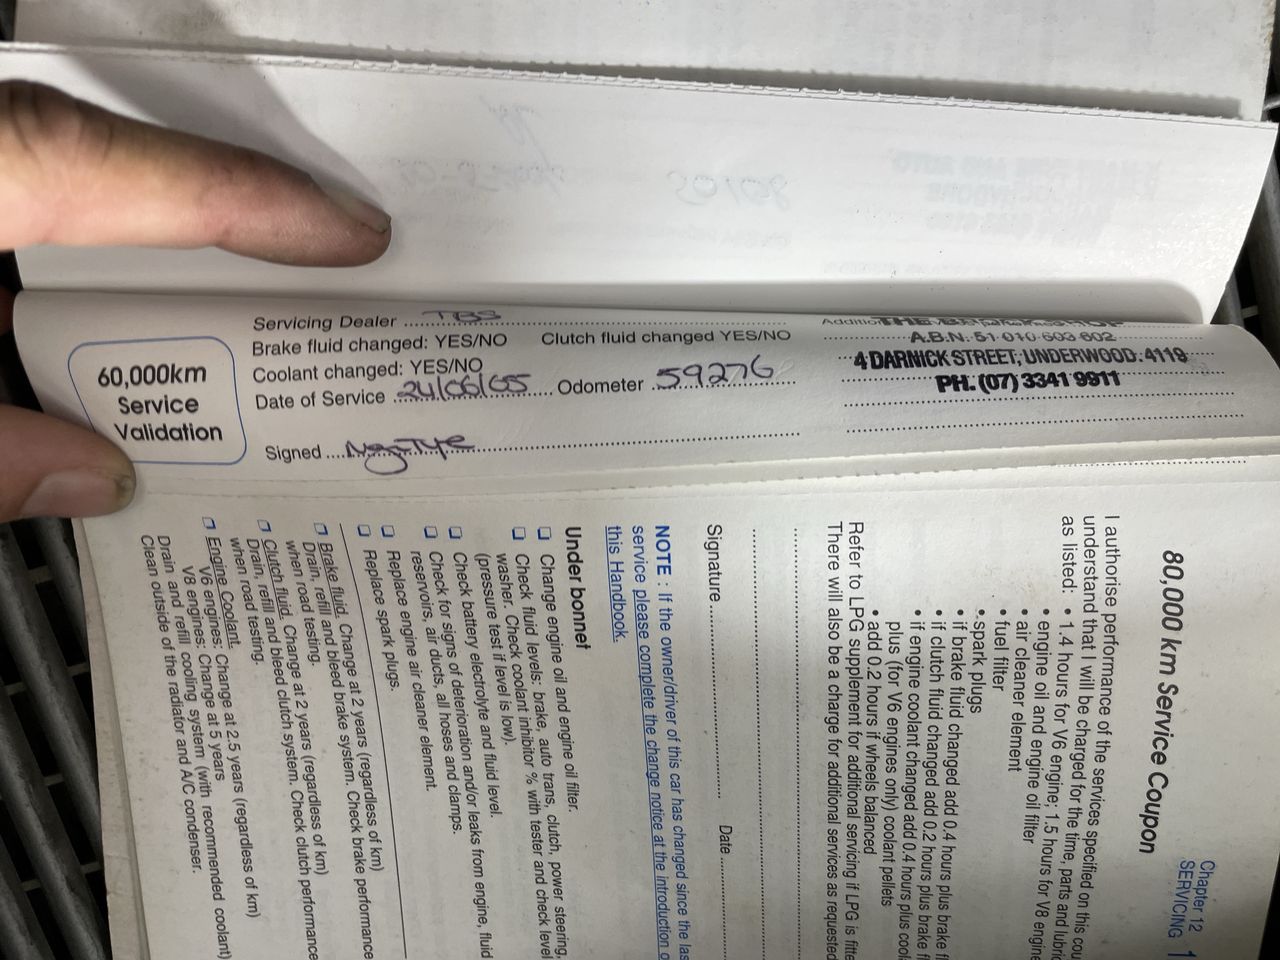 60,000km
Service
Validation
Servicing Dealer ... TBS
Brake fluid changed: YES/NO Clutch fluid changed YES/NO
Coolant changed: YES/NO
Date of Service 24/06/05 Odometer 59276
Signed
THE BRAKE SHOP
A.B.N. 51 010 603 602
4 DARNICK STREET, UNDERWOOD. 4119
PH. (07) 3341 9911
Chapter 12
SERVICING
80,000 km Service Coupon
I authorise performance of the services specified on this cou
understand that I will be charged for the time, parts and lubri
as listed: • 1.4 hours for V6 engine; 1.5 hours for V8 engine
• engine oil and engine oil filter
• air cleaner element
• fuel filter
• spark plugs
• if brake fluid changed add 0.4 hours plus brake f
• if clutch fluid changed add 0.2 hours plus brake f
• if engine coolant changed add 0.4 hours plus cool
plus (for V6 engines only) coolant pellets
• add 0.2 hours if wheels balanced
Refer to LPG supplement for additional servicing if LPG is fitte
There will also be a charge for additional services as requested
Signature Date
NOTE : If the owner/driver of this car has changed since the las
service please complete the change notice at the introduction o
this Handbook.
Under bonnet
❏ Change engine oil and engine oil filter.
❏ Check fluid levels: brake, auto trans, clutch, power steering,
washer. Check coolant inhibitor % with tester and check level
(pressure test if level is low).
❏ Check battery electrolyte and fluid level.
❏ Check for signs of deterioration and/or leaks from engine, fluid
reservoirs, air ducts, all hoses and clamps.
❏ Replace engine air cleaner element.
❏ Replace spark plugs.
❏ Brake fluid. Change at 2 years (regardless of km)
Drain, refill and bleed brake system. Check brake performance
when road testing.
❏ Clutch fluid. Change at 2 years (regardless of km)
Drain, refill and bleed clutch system. Check clutch performance
when road testing.
❏ Engine Coolant.
V6 engines: Change at 2.5 years (regardless of km)
V8 engines: Change at 5 years
Drain and refill cooling system (with recommended coolant)
Clean outside of the radiator and A/C condenser.